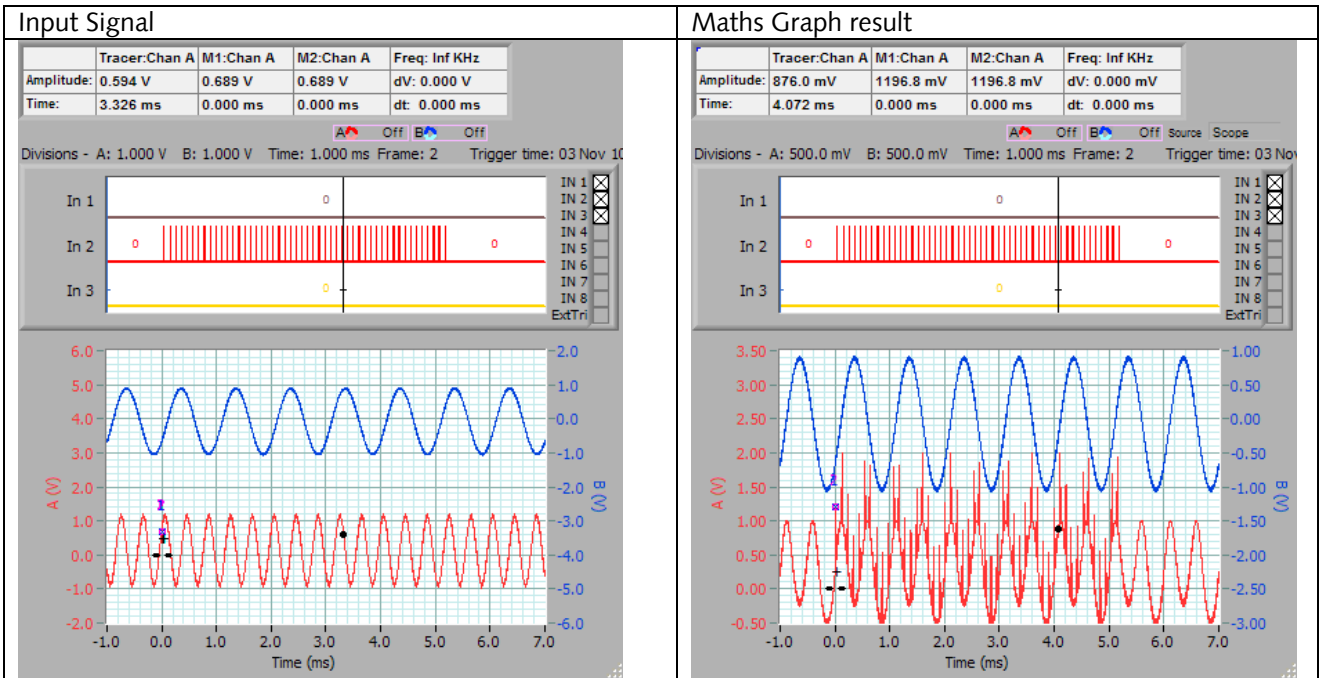 Input Signal
Tracer:Chan A M1:Chan A M2:Chan A Freq: Inf KHz
Amplitude: 0.594 V 0.689 V 0.689 V dV: 0.000 V
Time: 3.326 ms 0.000 ms 0.000 ms dt: 0.000 ms
A Off B Off
Divisions - A: 1.000 V B: 1.000 V Time: 1.000 ms Frame: 2 Trigger time: 03 Nov 10
In 1 0 IN 1
IN 2
IN 3
In 2 0 0 IN 4
IN 5
IN 6
In 3 0 IN 7
IN 8
ExtTri
6.0 2.0
5.0 1.0
4.0 0.0
3.0 -1.0
2.0 -2.0
1.0 -3.0
0.0 -4.0
-1.0 -5.0
-2.0 -6.0
A (V)
B (V)
-1.0 0.0 1.0 2.0 3.0 4.0 5.0 6.0 7.0
Time (ms)
Maths Graph result
Tracer:Chan A M1:Chan A M2:Chan A Freq: Inf KHz
Amplitude: 876.0 mV 1196.8 mV 1196.8 mV dV: 0.000 mV
Time: 4.072 ms 0.000 ms 0.000 ms dt: 0.000 ms
A Off B Off Source Scope
Divisions - A: 500.0 mV B: 500.0 mV Time: 1.000 ms Frame: 2 Trigger time: 03 Nov
In 1 0 IN 1
IN 2
IN 3
In 2 0 0 IN 4
IN 5
IN 6
In 3 0 IN 7
IN 8
ExtTri
3.50 1.00
3.00 0.50
2.50 0.00
2.00 -0.50
1.50 -1.00
1.00 -1.50
0.50 -2.00
0.00 -2.50
-0.50 -3.00
A (V)
B (V)
-1.0 0.0 1.0 2.0 3.0 4.0 5.0 6.0 7.0
Time (ms)